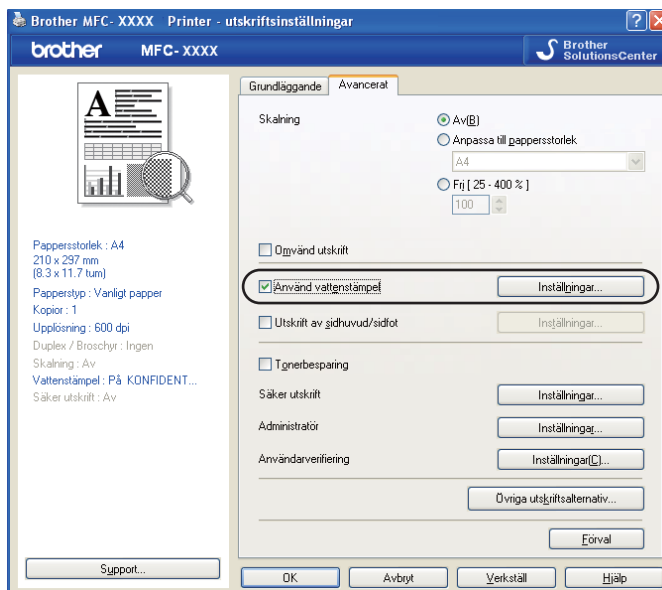 Brother MFC- XXXX Printer - utskriftsinställningar
brother MFC- XXXX
Brother
SolutionsCenter
A
Pappersstorlek : A4
210 x 297 mm
(8.3 x 11.7 tum)
Papperstyp : Vanligt papper
Kopior : 1
Upplösning : 600 dpi
Duplex / Broschyr : Ingen
Skalning : Av
Vattenstämpel : På KONFIDENT...
Säker utskrift : Av
Support...
Grundläggande Avancerat
Skalning Av(B)
Anpassa till pappersstorlek
A4
Fri [ 25 - 400 % ]
100
Omvänd utskrift
Använd vattenstämpel Inställningar...
Utskrift av sidhuvud/sidfot Inställningar...
Tonerbesparing
Säker utskrift Inställningar...
Administratör Inställningar...
Användarverifiering Inställningar(C)...
Övriga utskriftsalternativ...
Förval
OK Avbryt Verkställ Hjälp